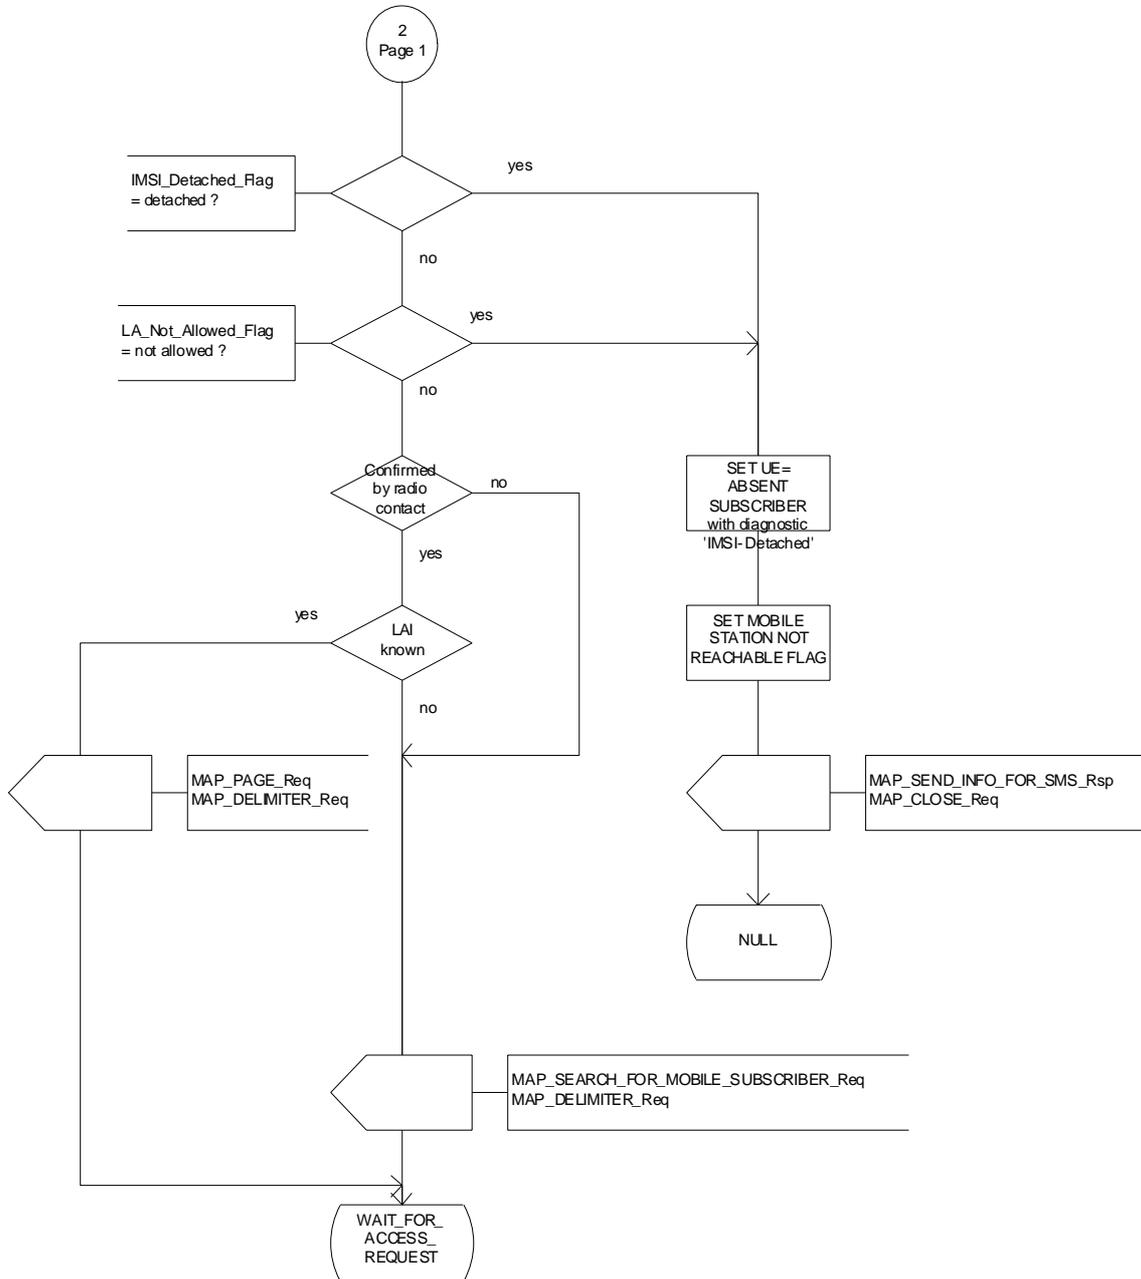 2
Page 1
yes
IMSI_Detached_Flag
= detached ?
no
yes
LA_Not_Allowed_Flag
= not allowed ?
no
Confirmed
by radio
contact
no
yes
SET UE=
ABSENT
SUBSCRIBER
with diagnostic
'IMSI-Detached'
yes
LAI
known
SET MOBILE
STATION NOT
REACHABLE FLAG
no
MAP_PAGE_Req
MAP_DELIMITER_Req
MAP_SEND_INFO_FOR_SMS_Rsp
MAP_CLOSE_Req
NULL
MAP_SEARCH_FOR_MOBILE_SUBSCRIBER_Req
MAP_DELIMITER_Req
WAIT_FOR_
ACCESS_
REQUEST